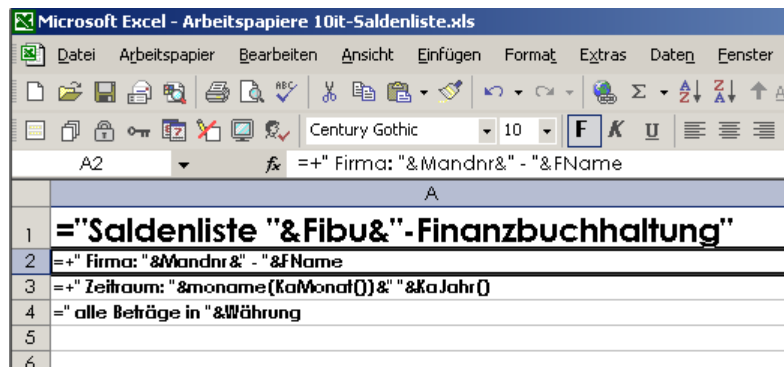 Microsoft Excel - Arbeitspapiere 10it-Saldenliste.xls
Datei Arbeitspapier Bearbeiten Ansicht Einfügen Format Extras Daten Fenster
ABC Σ A Z Z A
Century Gothic 10 F K U
A2 fx =+" Firma: "&Mandnr&" - "&FName
A
1 ="Saldenliste "&Fibu&"-Finanzbuchhaltung"
2 =+" Firma: "&Mandnr&" - "&FName
3 =+" Zeitraum: "&moname(KaMonat())&" "&KaJahr()
4 =" alle Beträge in "&Währung
5
6